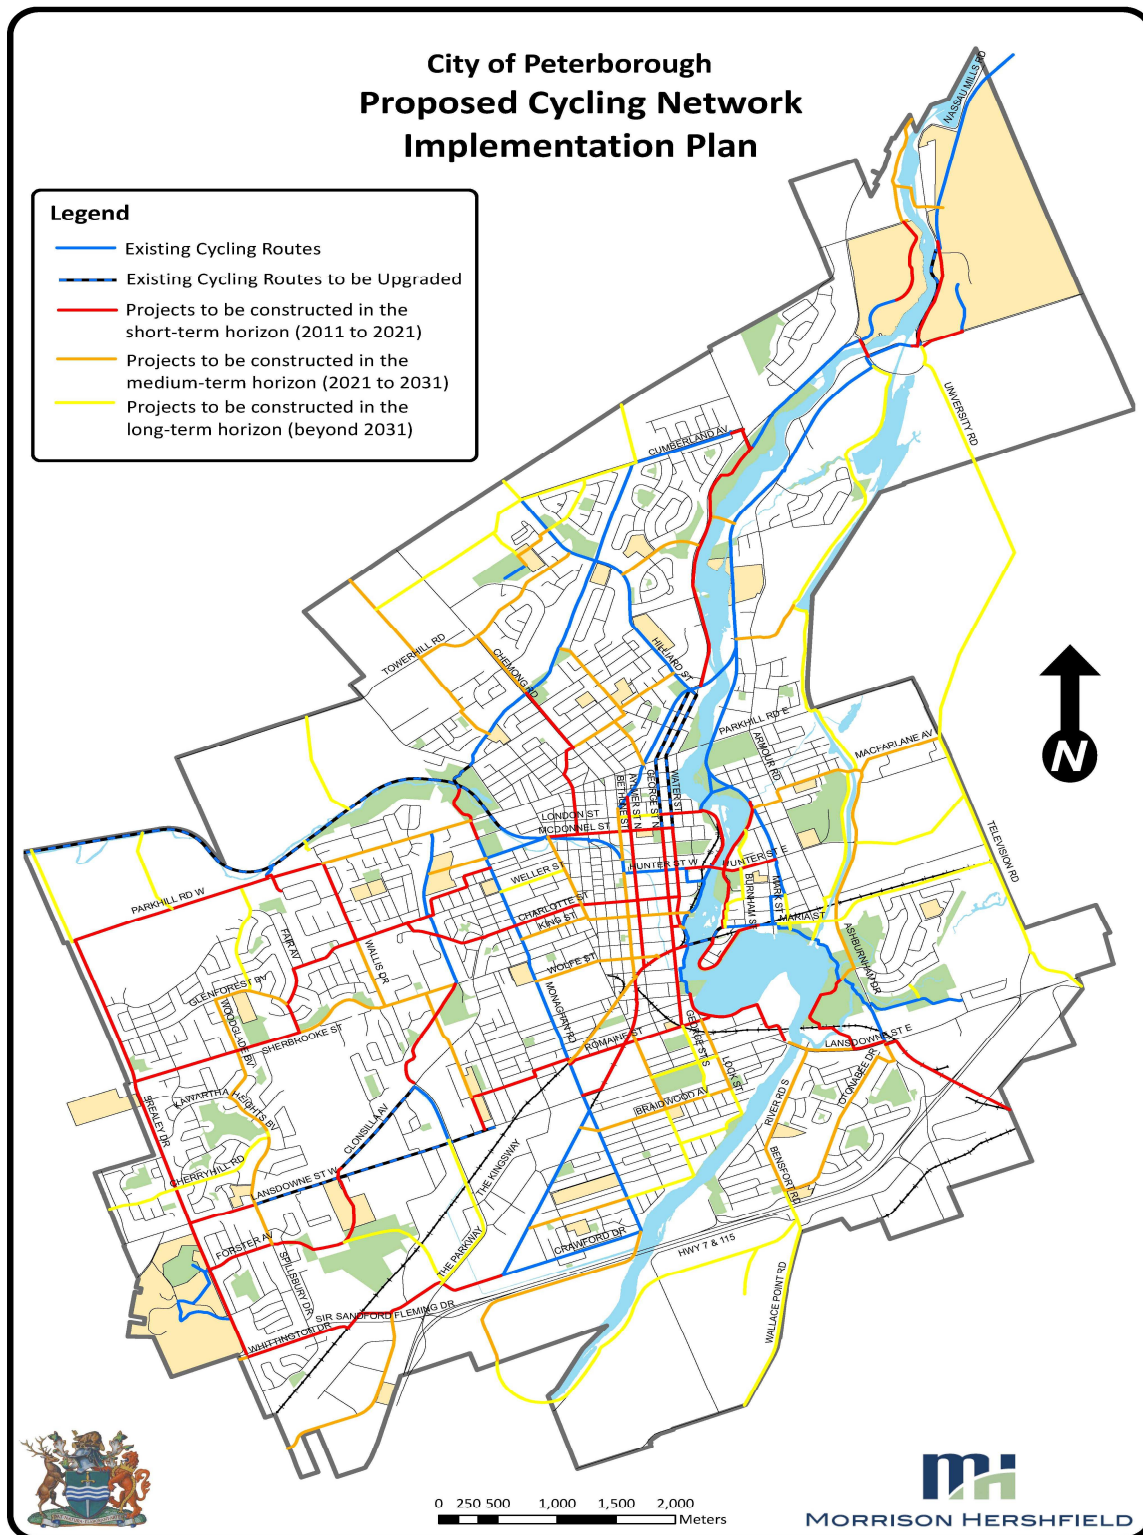 City of Peterborough
Proposed Cycling Network
Implementation Plan
Legend
Existing Cycling Routes
Existing Cycling Routes to be Upgraded
Projects to be constructed in the
short-term horizon (2011 to 2021)
Projects to be constructed in the
medium-term horizon (2021 to 2031)
Projects to be constructed in the
long-term horizon (beyond 2031)
NASSAU MILLS RD
UNIVERSITY RD
CUMBERLAND AV
TOWERHILL RD
CHEMONG RD
HILLIARD ST
PARKHILL RD E
ARMOUR RD
MACFARLANE AV
WATER ST
GEORGE ST N
AYLMER ST N
BETHUNE ST
LONDON ST
MCDONNEL ST
HUNTER ST W
HUNTER ST E
TELEVISION RD
WELLER ST
BURNHAM ST
MARK ST
PARKHILL RD W
CHARLOTTE ST
KING ST
MARIA ST
FAIR AV
WALLIS DR
ASHBURNHAM DR
WOLFE ST
GLENFOREST BV
WOODGLADE BV
MONAGHAN RD
SHERBROOKE ST
ROMAINE ST
GEORGE ST S
LANSDOWNE ST E
LOCK ST
OTONABEE DR
KAWARTHA HEIGHTS BV
BREALEY DR
CLONSILLA AV
BRAIDWOOD AV
RIVER RD S
CHERRYHILL RD
LANSDOWNE ST W
THE KINGSWAY
BENSFORT RD
FORSTER AV
SPILLSBURY DR
THE PARKWAY
CRAWFORD DR
HWY 7 & 115
WALLACE POINT RD
SIR SANDFORD FLEMING DR
WHITTINGTON DR
N
0 250 500 1,000 1,500 2,000
Meters
MORRISON HERSHFIELD